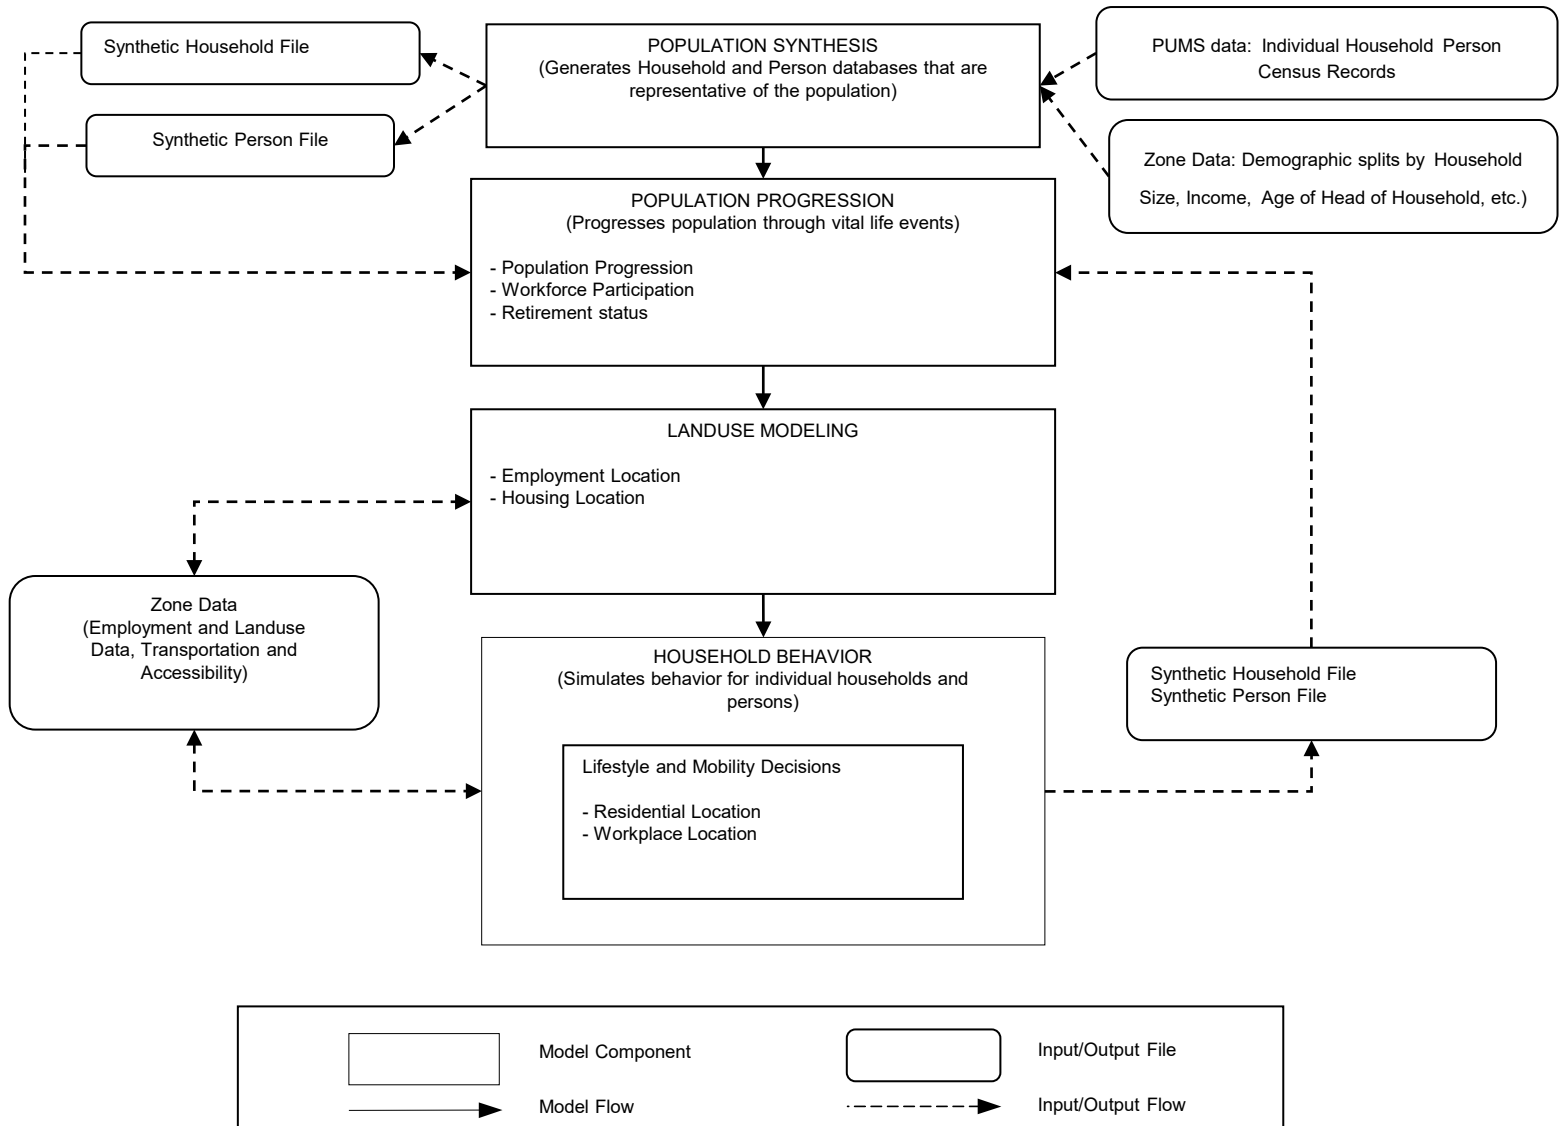 Synthetic Household File
Synthetic Person File
POPULATION SYNTHESIS
(Generates Household and Person databases that are
representative of the population)
PUMS data: Individual Household Person
Census Records
Zone Data: Demographic splits by Household
Size, Income, Age of Head of Household, etc.)
POPULATION PROGRESSION
(Progresses population through vital life events)
- Population Progression
- Workforce Participation
- Retirement status
LANDUSE MODELING
- Employment Location
- Housing Location
Zone Data
(Employment and Landuse
Data, Transportation and
Accessibility)
HOUSEHOLD BEHAVIOR
(Simulates behavior for individual households and
persons)
Lifestyle and Mobility Decisions
- Residential Location
- Workplace Location
Synthetic Household File
Synthetic Person File
Model Component
Input/Output File
Model Flow
Input/Output Flow